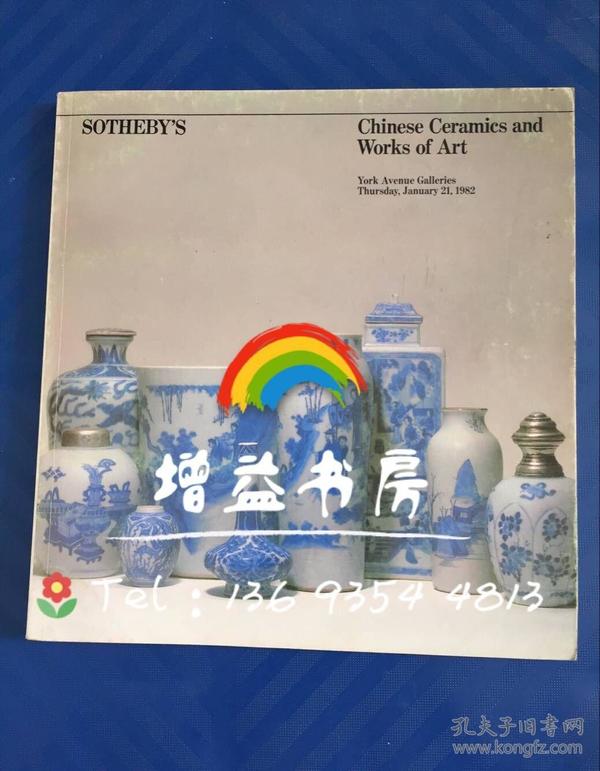 SOTHEBY'S
Chinese Ceramics and
Works of Art
York Avenue Galleries
Thursday, January 21, 1982
增益书房
Tel: 136 9354 4813
孔夫子旧书网
www.kongfz.com